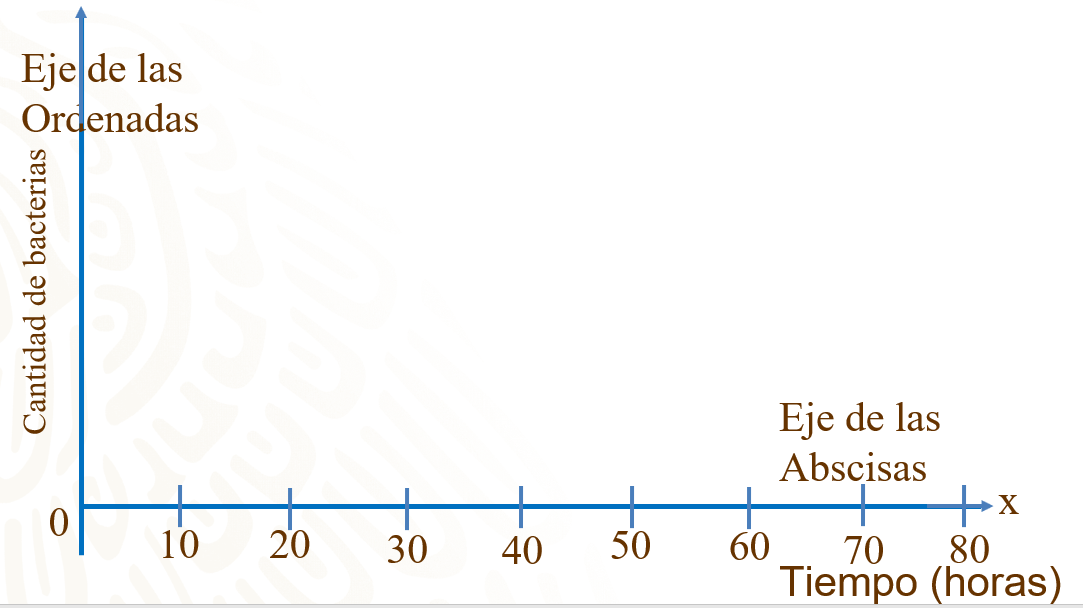 Eje de las
Ordenadas
Cantidad de bacterias
Eje de las
Abscisas
x
0
10 20 30 40 50 60 70 80
Tiempo (horas)